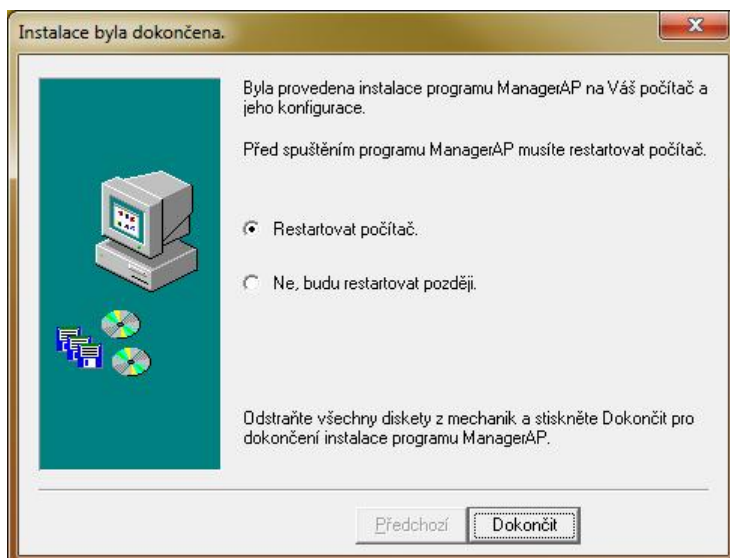 Instalace byla dokončena.
Byla provedena instalace programu ManagerAP na Váš počítač a
jeho konfigurace.
Před spuštěním programu ManagerAP musíte restartovat počítač.
Restartovat počítač.
Ne, budu restartovat později.
Odstraňte všechny diskety z mechanik a stiskněte Dokončit pro
dokončení instalace programu ManagerAP.
Předchozí
Dokončit